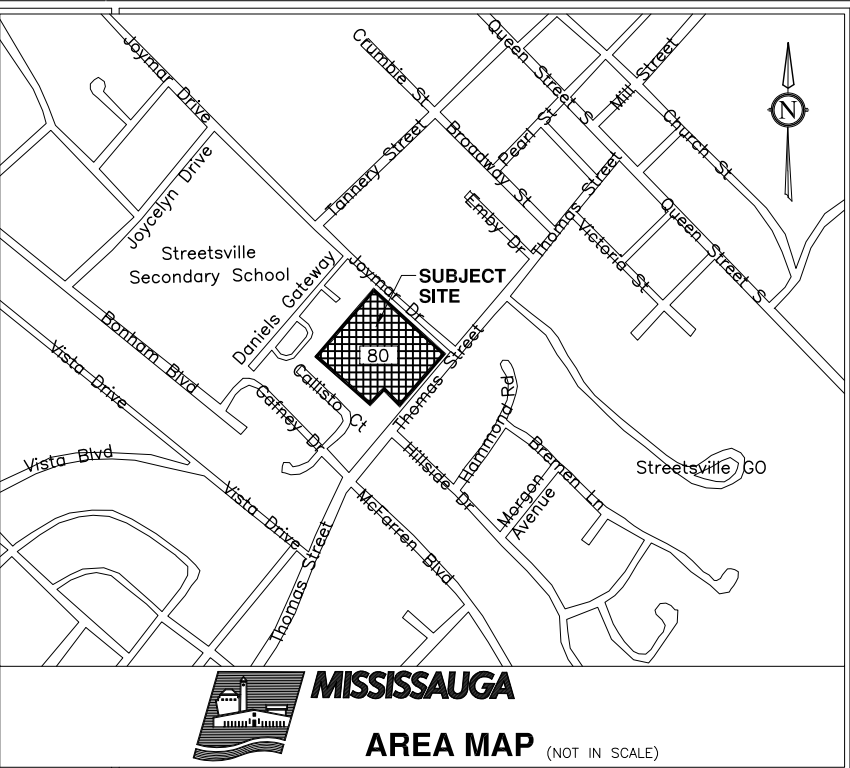 Joymar Drive
Crumbie St
Queen Street S
Mill Street
N
Church St
Pearl St
Tannery Street
Broadway St
Joycelyn Drive
Thomas Street
Emby Dr
Queen Street S
Victoria St
Streetsville
Secondary School
Joymar Dr
SUBJECT
SITE
Daniels Gateway
Bonham Blvd
80
Vista Drive
Thomas Street
Callisto Ct
Gafney Dr
Hammond Rd
Vista Blvd
Hillside Dr
Bremen Ln
Streetsville GO
Vista Drive
McFarren Blvd
Morgon
Avenue
Thomas Street
MISSISSAUGA
AREA MAP (NOT IN SCALE)